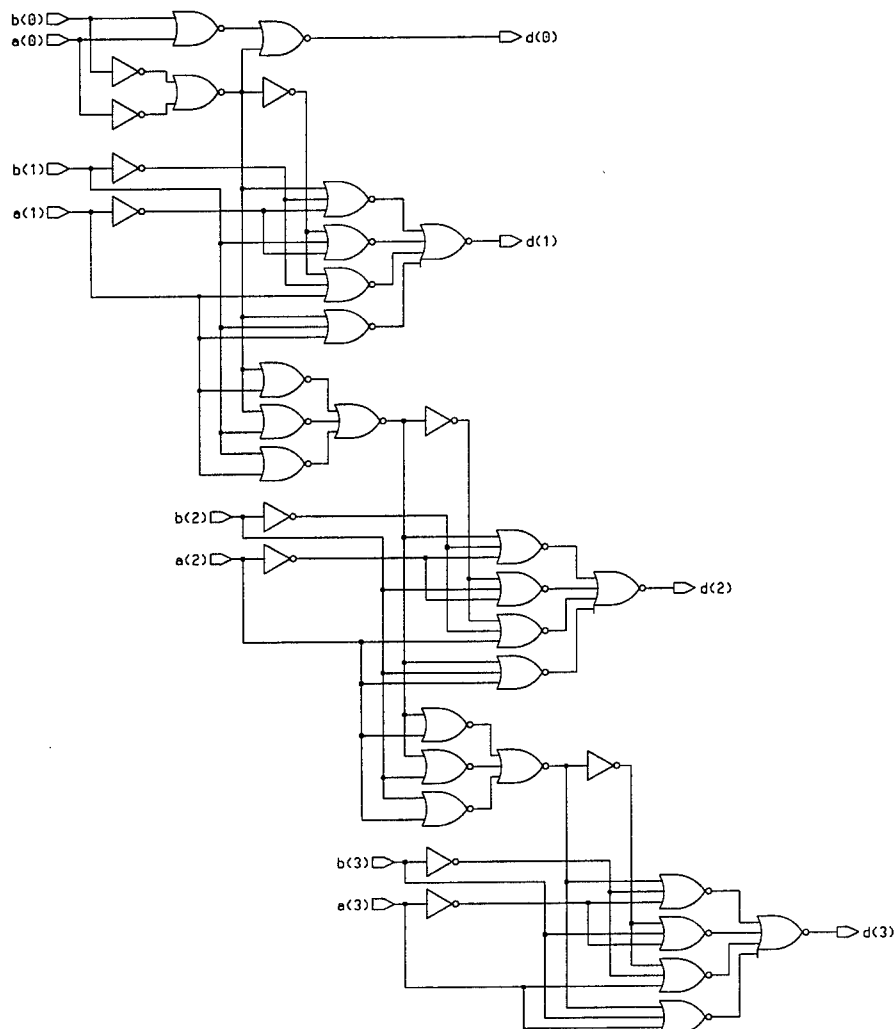 b(0)
a(0)
d(0)
b(1)
a(1)
d(1)
b(2)
a(2)
d(2)
b(3)
a(3)
d(3)